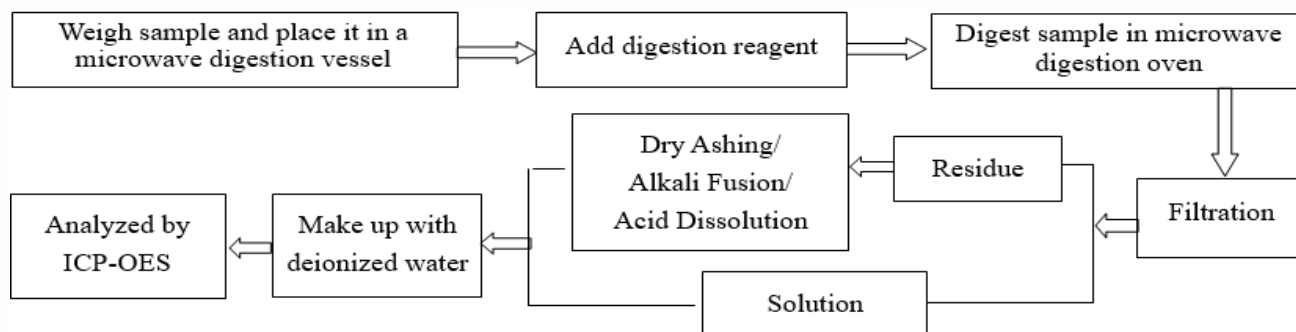 Weigh sample and place it in a
microwave digestion vessel
Add digestion reagent
Digest sample in microwave
digestion oven
Dry Ashing/
Alkali Fusion/
Acid Dissolution
Residue
Filtration
Analyzed by
ICP-OES
Make up with
deionized water
Solution